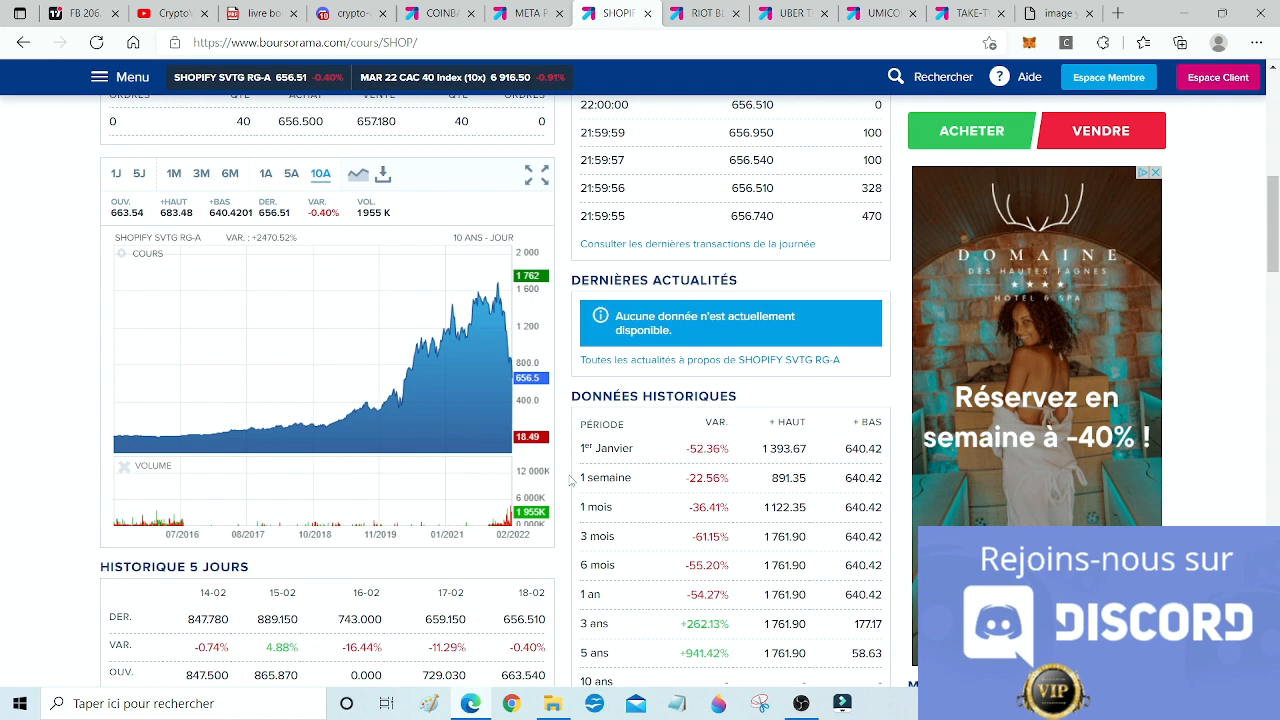 FB 206
COINBA
SHOPIF
RIOT BL
UBER T
UMICO
TAKE T
https://www.boursorama.com/cours/SHOP/
Menu
SHOPIFY SVTG RG-A 656.51 -0.40%
MAR 22 CAC 40 Index (10x) 6 916.50 -0.91%
Rechercher
? Aide
Espace Membre
Espace Client
ORDRES QTÉ ACHAT VENTE QTÉ ORDRES
0 40 656.500 657.180 40 0
1J 5J 1M 3M 6M 1A 5A 10A
OUV. +HAUT +BAS DER. VAR. VOL.
663.54 683.48 640.4201 656.51 -0.40% 1 955 K
SHOPIFY SVTG RG-A VAR. : +2470.52% 10 ANS - JOUR
COURS
2 000
1 762
1 600
1 200
800.0
656.5
400.0
18.49
VOLUME
12 000K
6 000K
1 955K
0.000K
07/2016 08/2017 10/2018 11/2019 01/2021 02/2022
HISTORIQUE 5 JOURS
14-02 15-02 16-02 17-02 18-02
DER. 847.780 889.150 743.000 659.150 656.510
VAR. -0.74% 4.88% -16.44% -11.29% -0.40%
OUV. 847.500 869.870 663.540
22:00:00 656.510 0
21:59:59 656.950 100
21:59:57 656.540 100
21:59:56 656.510 328
21:59:55 656.740 470
Consulter les dernières transactions de la journée
DERNIÈRES ACTUALITÉS
Aucune donnée n'est actuellement
disponible.
Toutes les actualités à propos de SHOPIFY SVTG RG-A
DONNÉES HISTORIQUES
PÉRIODE VAR. + HAUT + BAS
1er Janvier -52.36% 1 393.67 640.42
1 semaine -22.56% 891.35 640.42
1 mois -36.41% 1 122.35 640.42
3 mois -61.15% 1 761.90 640.42
6 mois -55.20% 1 761.90 640.42
1 an -54.27% 1 761.90 640.42
3 ans +262.13% 1 761.90 177.17
5 ans +941.42% 1 761.90 58.63
10 ans - - -
ACHETER
VENDRE
DOMAINE
DES HAUTES FAGNES
HOTEL & SPA
Réservez en
semaine à -40% !
Rejoins-nous sur
DISCORD
VIP
Taper ici pour rechercher